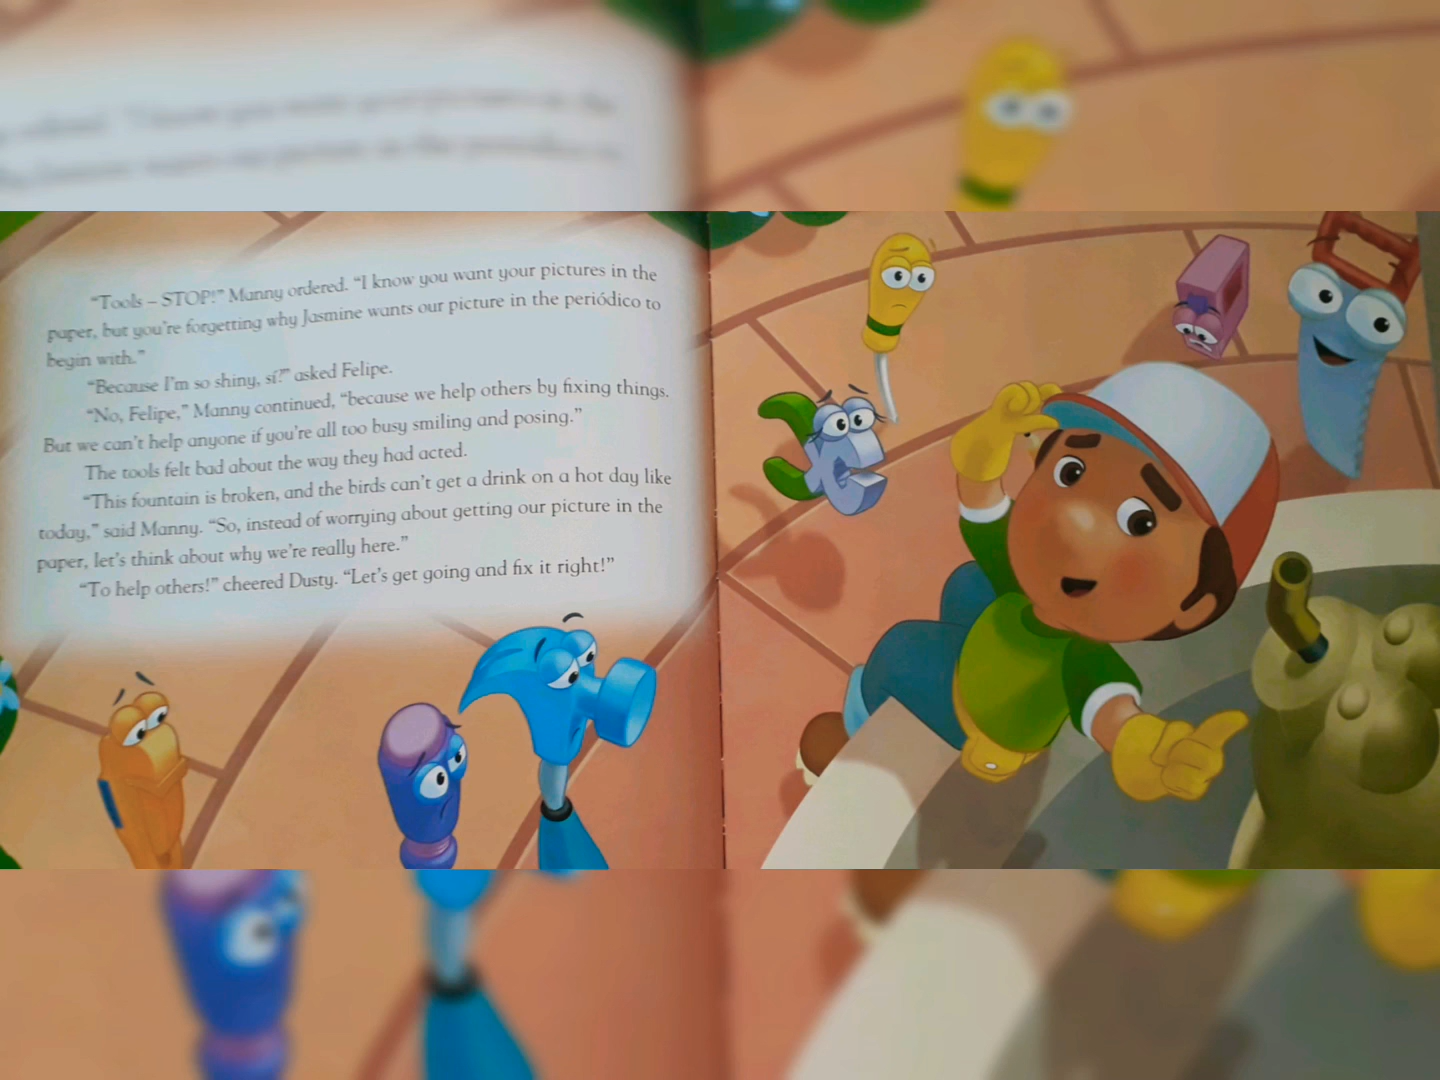 "Tools – STOP!" Manny ordered. "I know you want your pictures in the
paper, but you're forgetting why Jasmine wants our picture in the periódico to
begin with."
"Because I'm so shiny, sí?" asked Felipe.
"No, Felipe," Manny continued, "because we help others by fixing things.
But we can't help anyone if you're all too busy smiling and posing."
The tools felt bad about the way they had acted.
"This fountain is broken, and the birds can't get a drink on a hot day like
today," said Manny. "So, instead of worrying about getting our picture in the
paper, let's think about why we're really here."
"To help others!" cheered Dusty. "Let's get going and fix it right!"